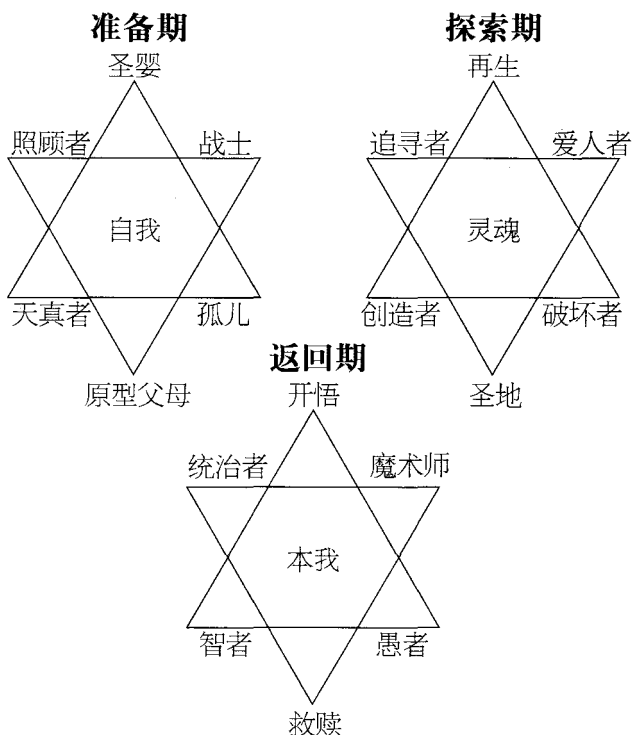 准备期
圣婴
照顾者
战士
自我
天真者
孤儿
原型父母
探索期
再生
追寻者
爱人者
灵魂
创造者
破坏者
圣地
返回期
开悟
统治者
魔术师
本我
智者
愚者
救赎